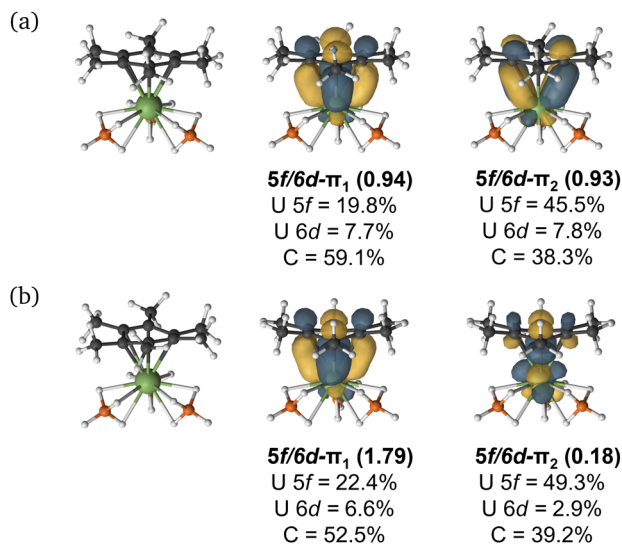 (a)
5f/6d-π₁ (0.94)
U 5f = 19.8%
U 6d = 7.7%
C = 59.1%
5f/6d-π₂ (0.93)
U 5f = 45.5%
U 6d = 7.8%
C = 38.3%
(b)
5f/6d-π₁ (1.79)
U 5f = 22.4%
U 6d = 6.6%
C = 52.5%
5f/6d-π₂ (0.18)
U 5f = 49.3%
U 6d = 2.9%
C = 39.2%